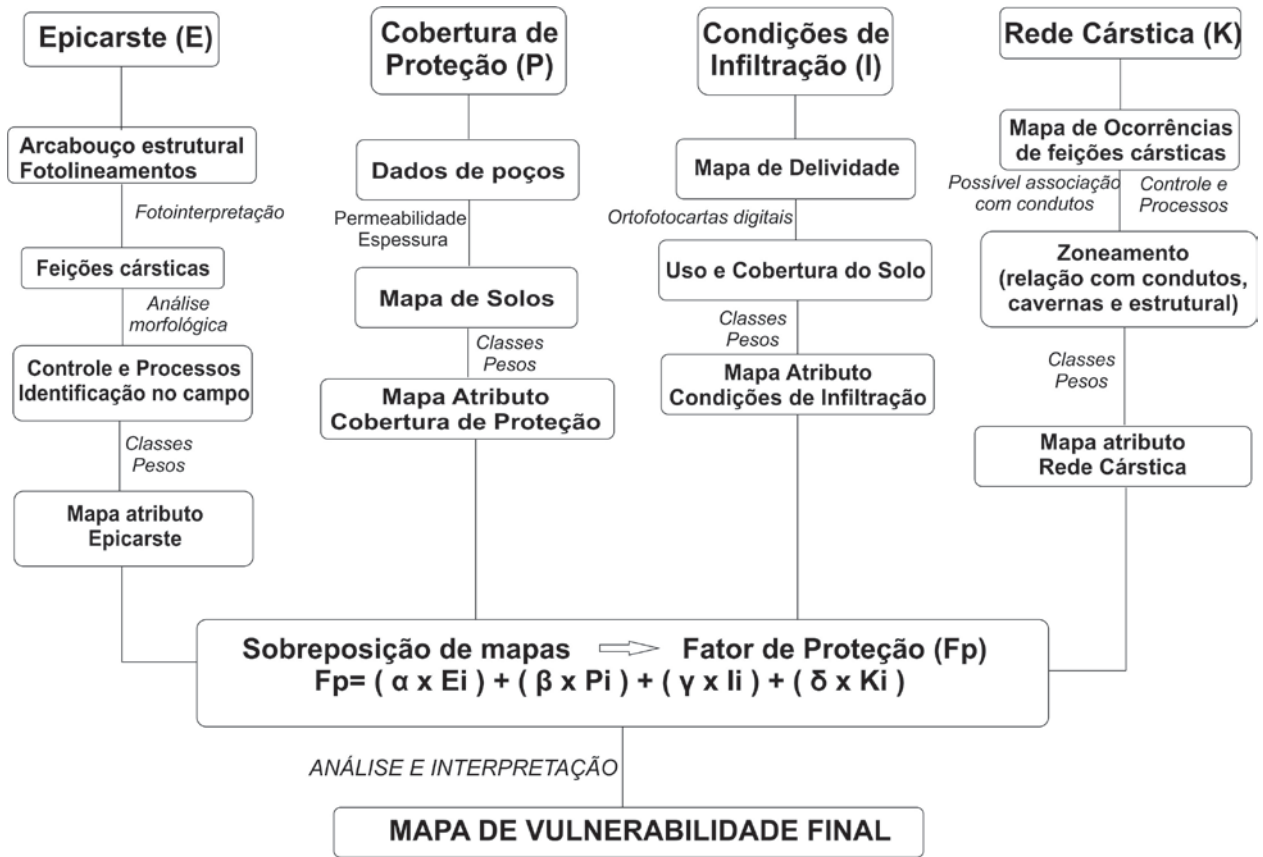 Epicarste (E)
Arcabouço estrutural
Fotolineamentos
Fotointerpretação
Feições cársticas
Análise
morfológica
Controle e Processos
Identificação no campo
Classes
Pesos
Mapa atributo
Epicarste
Cobertura de
Proteção (P)
Dados de poços
Permeabilidade
Espessura
Mapa de Solos
Classes
Pesos
Mapa Atributo
Cobertura de Proteção
Condições de
Infiltração (I)
Mapa de Delividade
Ortofotocartas digitais
Uso e Cobertura do Solo
Classes
Pesos
Mapa Atributo
Condições de Infiltração
Rede Cárstica (K)
Mapa de Ocorrências
de feições cársticas
Possível associação
com condutos
Controle e
Processos
Zoneamento
(relação com condutos,
cavernas e estrutural)
Classes
Pesos
Mapa atributo
Rede Cárstica
Sobreposição de mapas ⇨ Fator de Proteção (Fp)
Fp= ( α x Ei ) + ( β x Pi ) + ( γ x Ii ) + ( δ x Ki )
ANÁLISE E INTERPRETAÇÃO
MAPA DE VULNERABILIDADE FINAL